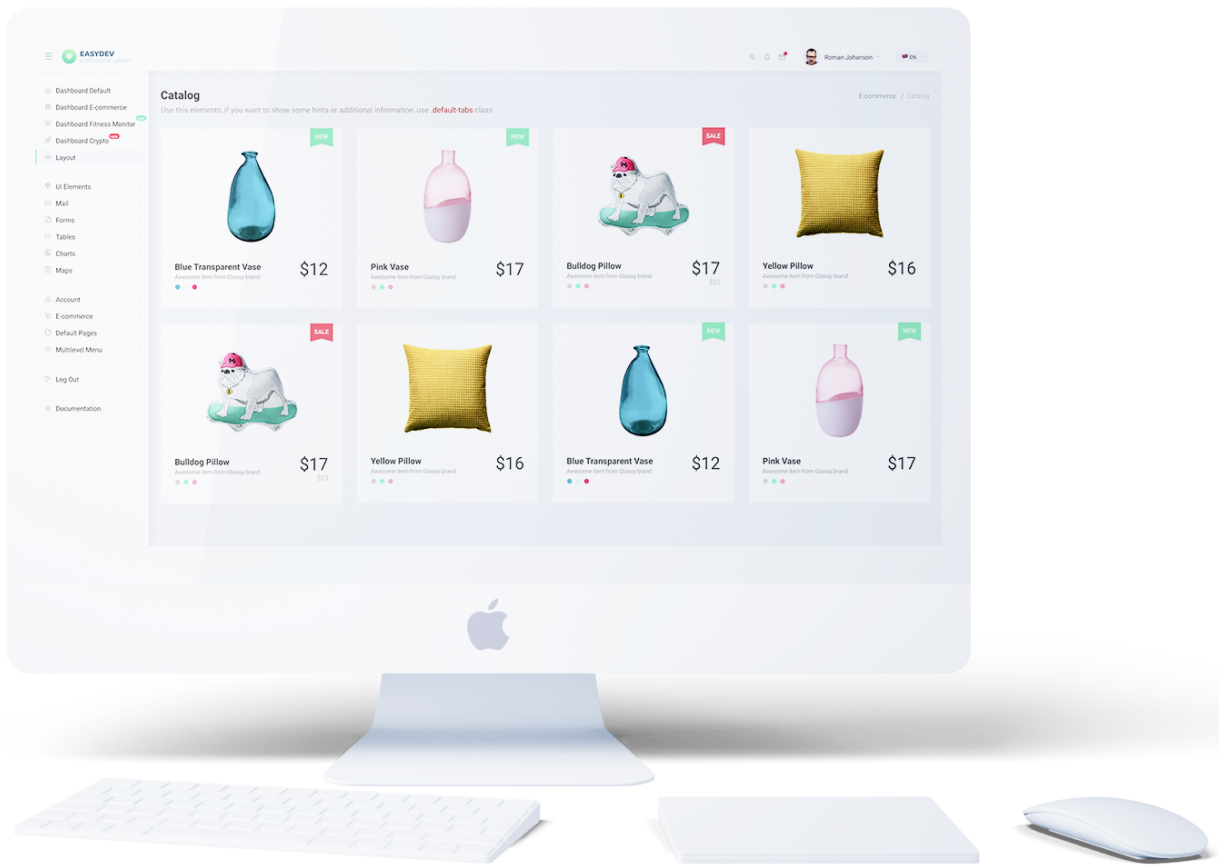 EASYDEV
Roman Johanson
EN
Dashboard Default
Dashboard E-commerce
Dashboard Fitness Monitor
NEW
Dashboard Crypto
NEW
Layout
UI Elements
Mail
Forms
Tables
Charts
Maps
Account
E-commerce
Default Pages
Multilevel Menu
Log Out
Documentation
Catalog
E-commerce / Catalog
Use this elements, if you want to show some hints or additional information, use .default-tabs class
NEW
Blue Transparent Vase
$12
Awesome item from Glassy brand
NEW
Pink Vase
$17
Awesome item from Glassy brand
SALE
Bulldog Pillow
$17
Awesome item from Glassy brand
$23
Yellow Pillow
$16
Awesome item from Glassy brand
SALE
Bulldog Pillow
$17
Awesome item from Glassy brand
$23
Yellow Pillow
$16
Awesome item from Glassy brand
NEW
Blue Transparent Vase
$12
Awesome item from Glassy brand
NEW
Pink Vase
$17
Awesome item from Glassy brand